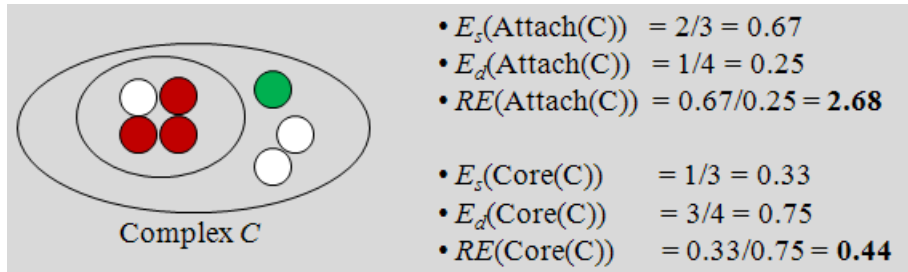 • Es(Attach(C)) = 2/3 = 0.67
• Ed(Attach(C)) = 1/4 = 0.25
• RE(Attach(C)) = 0.67/0.25 = 2.68
• Es(Core(C)) = 1/3 = 0.33
• Ed(Core(C)) = 3/4 = 0.75
• RE(Core(C)) = 0.33/0.75 = 0.44
Complex C